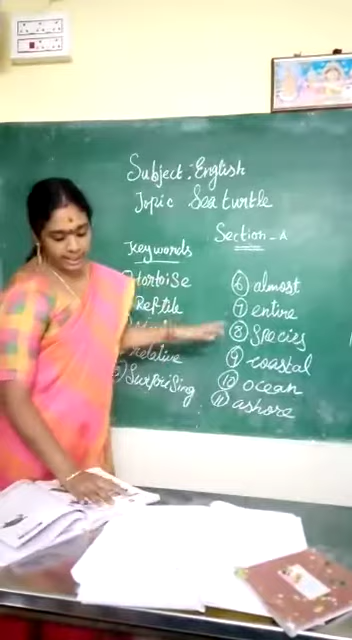 Subject: English
Topic Sea turtle
Section-A
Keywords
tortoise
Reptile
relative
5) Surprising
6) almost
7) entire
8) Species
9) coastal
10) ocean
11) ashore